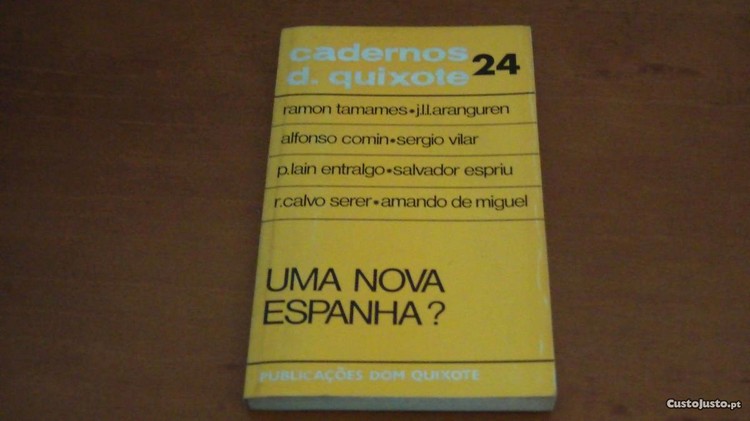 cadernos
d. quixote 24
ramon tamames•j.l.l.aranguren
alfonso comin•sergio vilar
p.lain entralgo•salvador espriu
r.calvo serer•amando de miguel
UMA NOVA
ESPANHA?
PUBLICAÇÕES DOM QUIXOTE
CustoJusto.pt